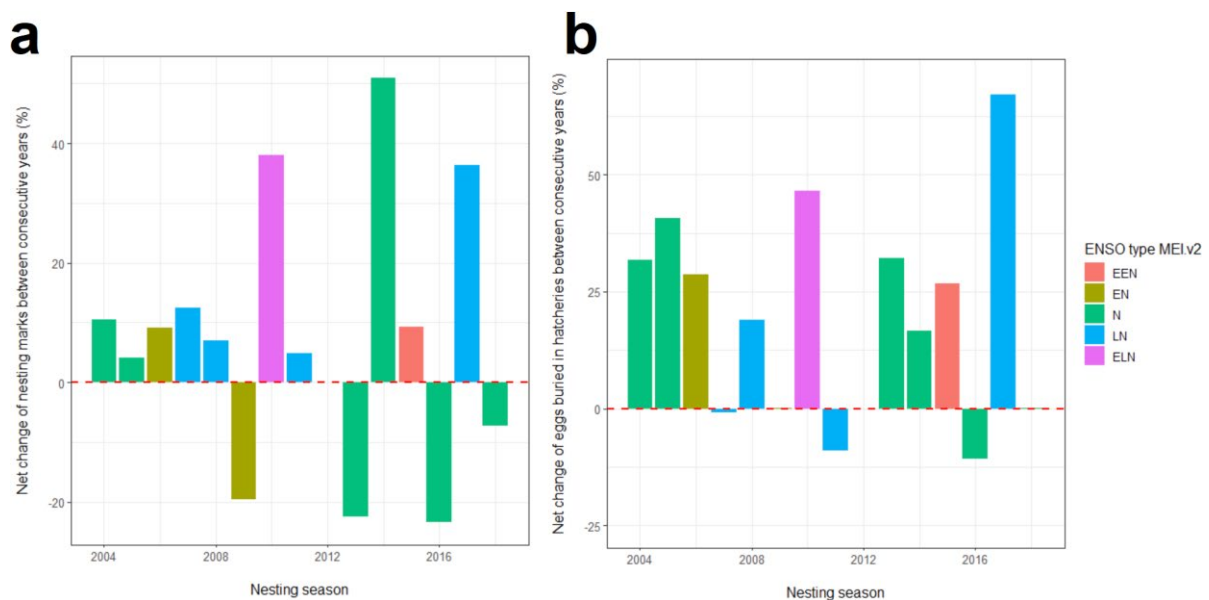 a
Net change of nesting marks between consecutive years (%)
40
20
0
-20
2004
2008
2012
2016
Nesting season
b
Net change of eggs buried in hatcheries between consecutive years (%)
50
25
0
-25
2004
2008
2012
2016
Nesting season
ENSO type MEI.v2
EEN
EN
N
LN
ELN